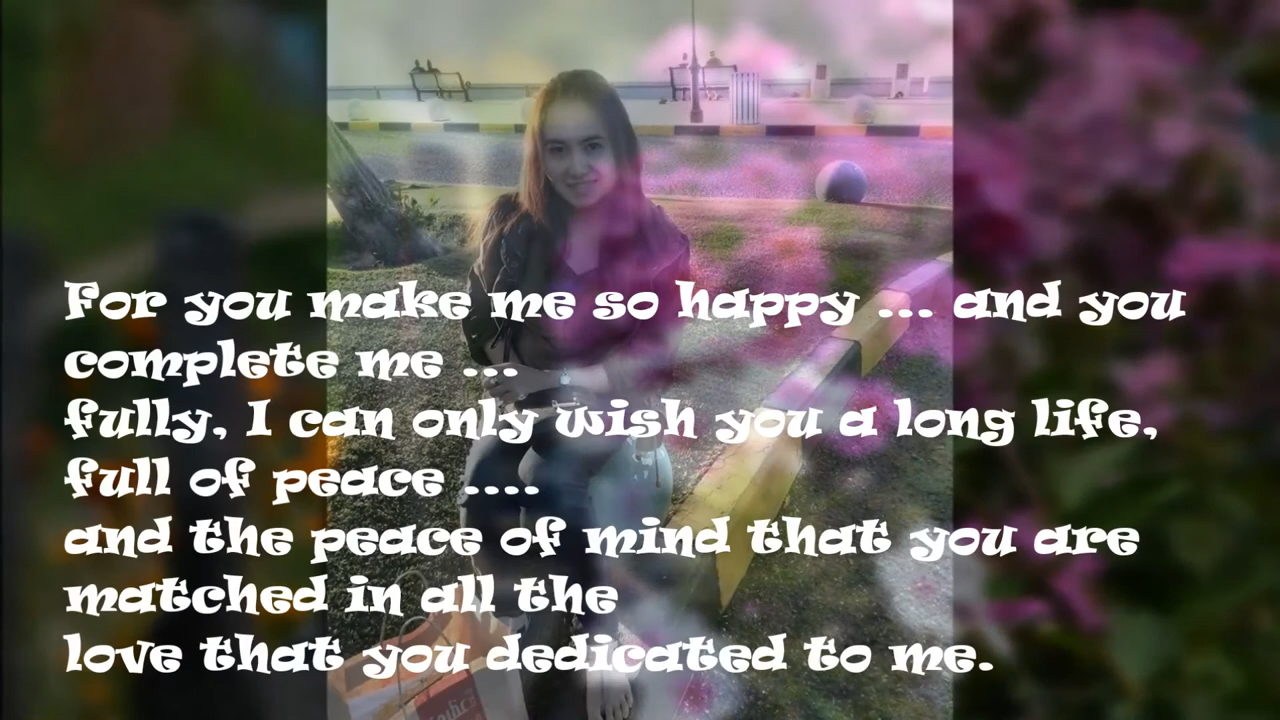 For you make me so happy ... and you
complete me ...
fully, I can only wish you a long life,
full of peace ....
and the peace of mind that you are
matched in all the
love that you dedicated to me.